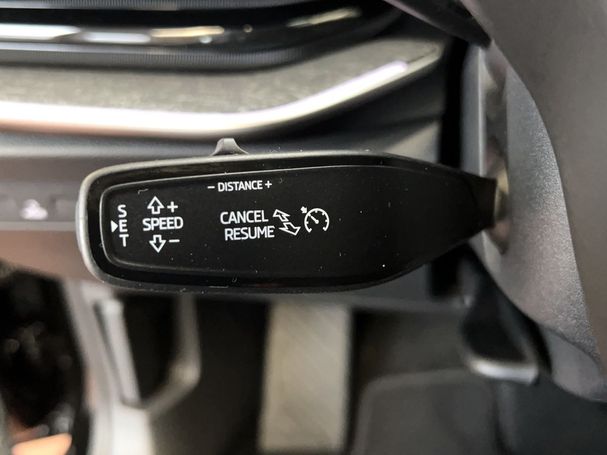 – DISTANCE +
SET
+
SPEED
–
CANCEL
RESUME